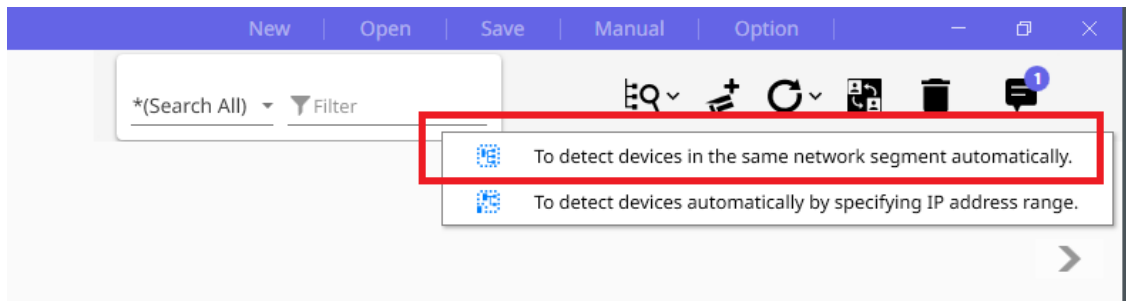 New Open Save Manual Option
1
*(Search All) Filter
To detect devices in the same network segment automatically.
To detect devices automatically by specifying IP address range.